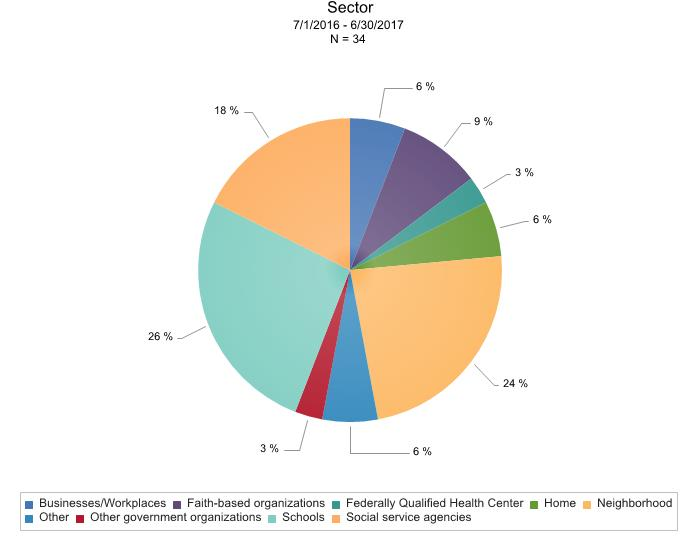 Sector
7/1/2016 - 6/30/2017
N = 34
6 %
18 %
9 %
3 %
6 %
26 %
24 %
3 %
6 %
Businesses/Workplaces Faith-based organizations Federally Qualified Health Center Home Neighborhood
Other Other government organizations Schools Social service agencies